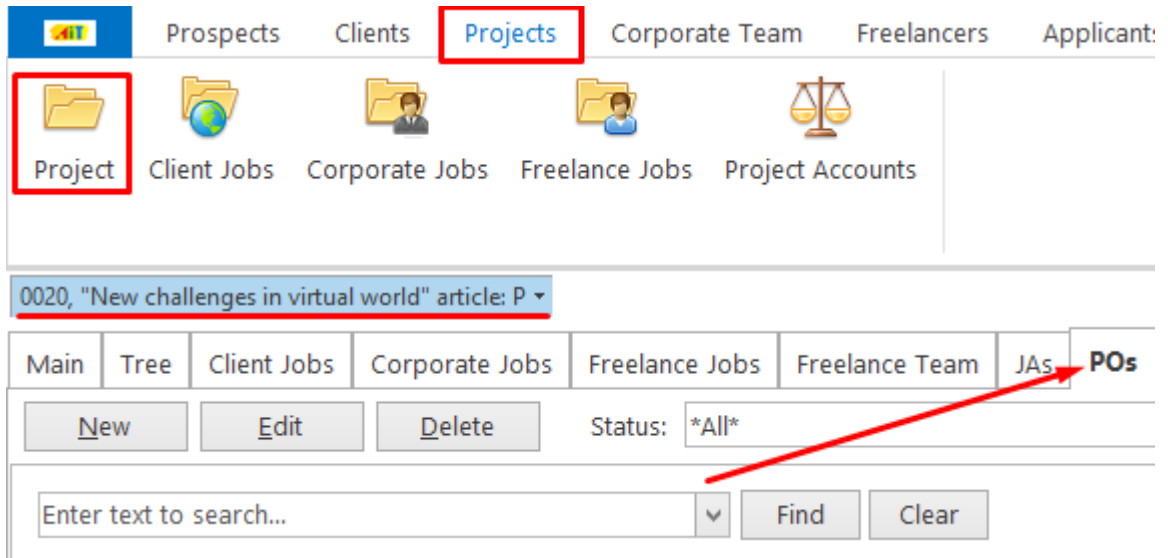 AIT Prospects Clients Projects Corporate Team Freelancers Applicants
Project Client Jobs Corporate Jobs Freelance Jobs Project Accounts
0020, "New challenges in virtual world" article: P
Main Tree Client Jobs Corporate Jobs Freelance Jobs Freelance Team JAs POs
New Edit Delete Status: *All*
Enter text to search... Find Clear